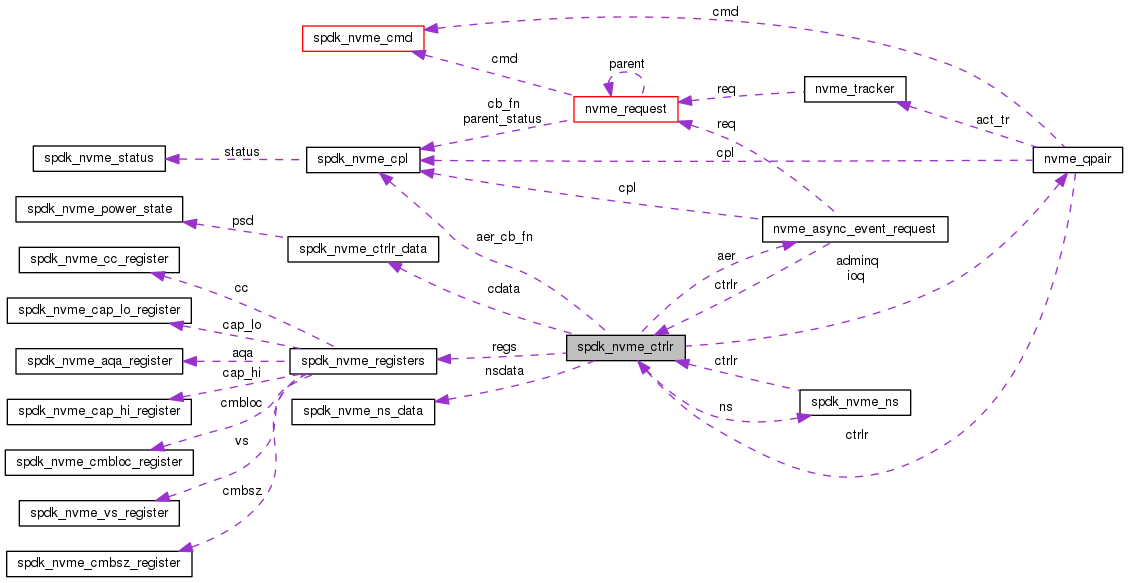 cmd
spdk_nvme_cmd
cmd
parent
nvme_request
req
nvme_tracker
cb_fn
parent_status
req
act_tr
spdk_nvme_status
status
spdk_nvme_cpl
cpl
nvme_qpair
cpl
spdk_nvme_power_state
psd
spdk_nvme_ctrlr_data
aer_cb_fn
nvme_async_event_request
spdk_nvme_cc_register
cc
cdata
aer
ctrlr
adminq
ioq
spdk_nvme_cap_lo_register
cap_lo
spdk_nvme_aqa_register
aqa
spdk_nvme_registers
regs
spdk_nvme_ctrlr
ctrlr
cap_hi
nsdata
spdk_nvme_cap_hi_register
cmbloc
spdk_nvme_ns_data
ns
spdk_nvme_ns
spdk_nvme_cmbloc_register
vs
ctrlr
spdk_nvme_vs_register
cmbsz
spdk_nvme_cmbsz_register